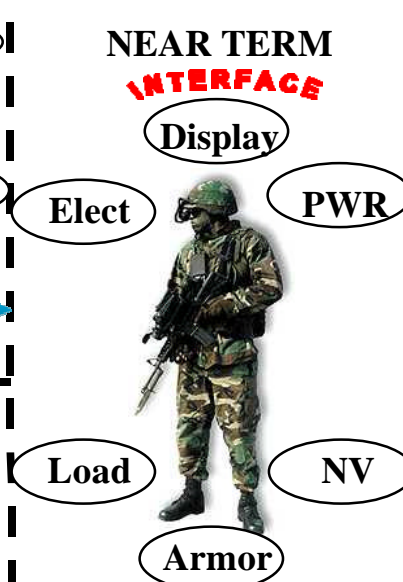 NEAR TERM
INTERFACE
Display
Elect
PWR
Load
NV
Armor